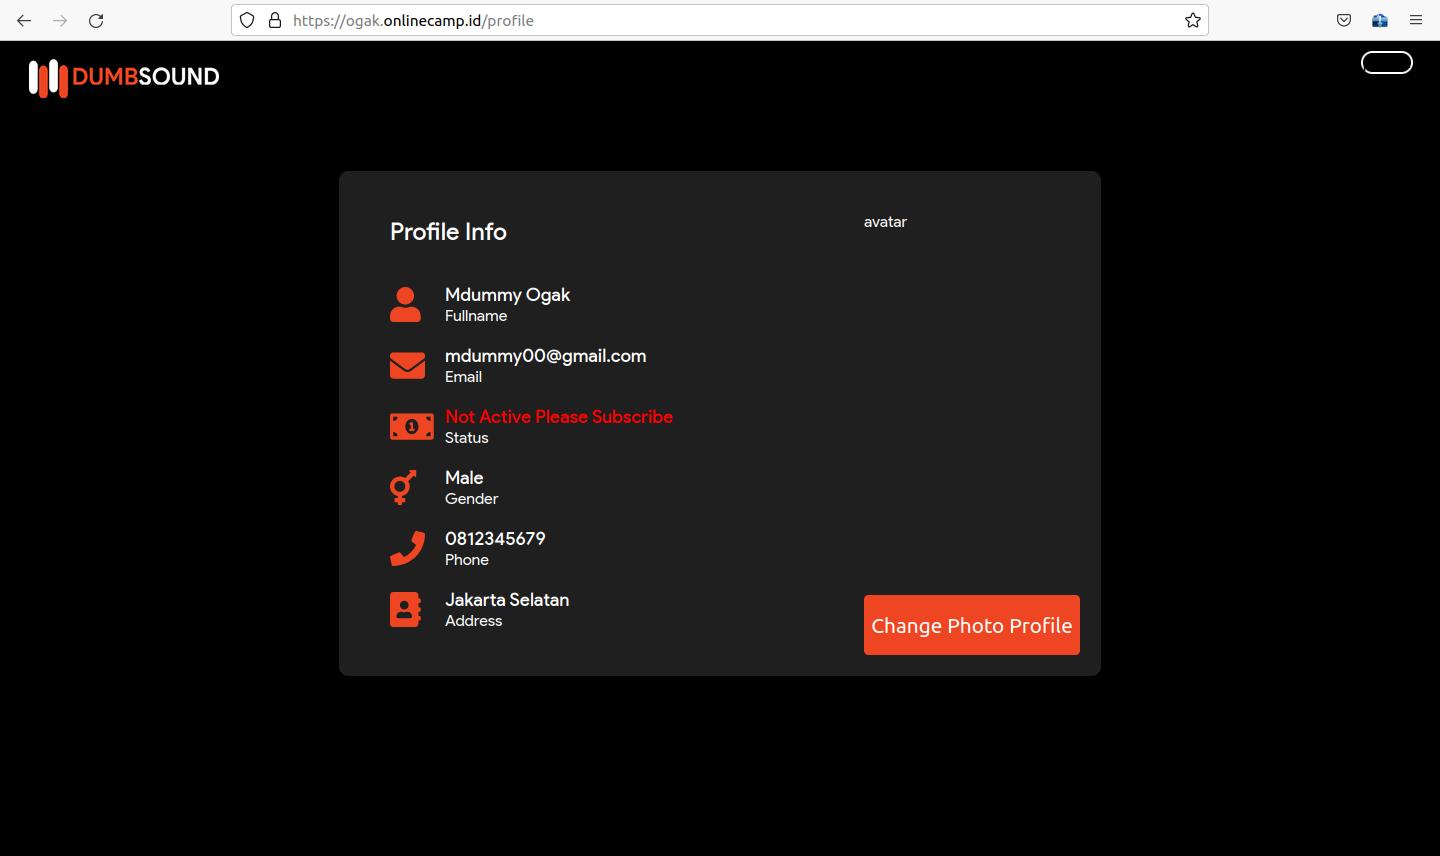 https://ogak.onlinecamp.id/profile
DUMBSOUND
Profile Info
avatar
Mdummy Ogak
Fullname
mdummy00@gmail.com
Email
1
Not Active Please Subscribe
Status
Male
Gender
0812345679
Phone
Jakarta Selatan
Address
Change Photo Profile